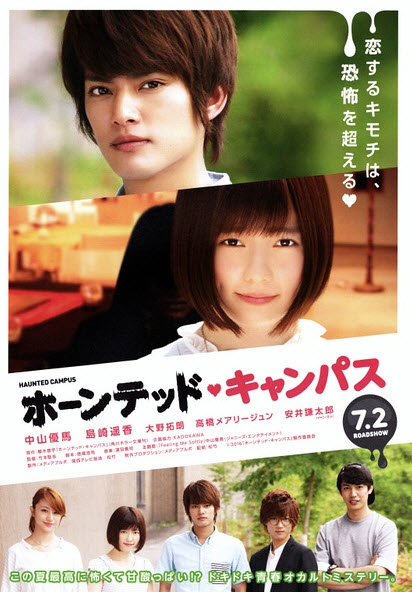 恋するキモチは、
恐怖を超える♥
HAUNTED CAMPUS
ホーンテッド♥キャンパス
中山優馬 島崎遥香 大野拓朗 高橋メアリージュン 安井謙太郎
7.2
ROADSHOW
この夏最高に怖くて甘酸っぱい!? ドキドキ青春オカルトミステリー。